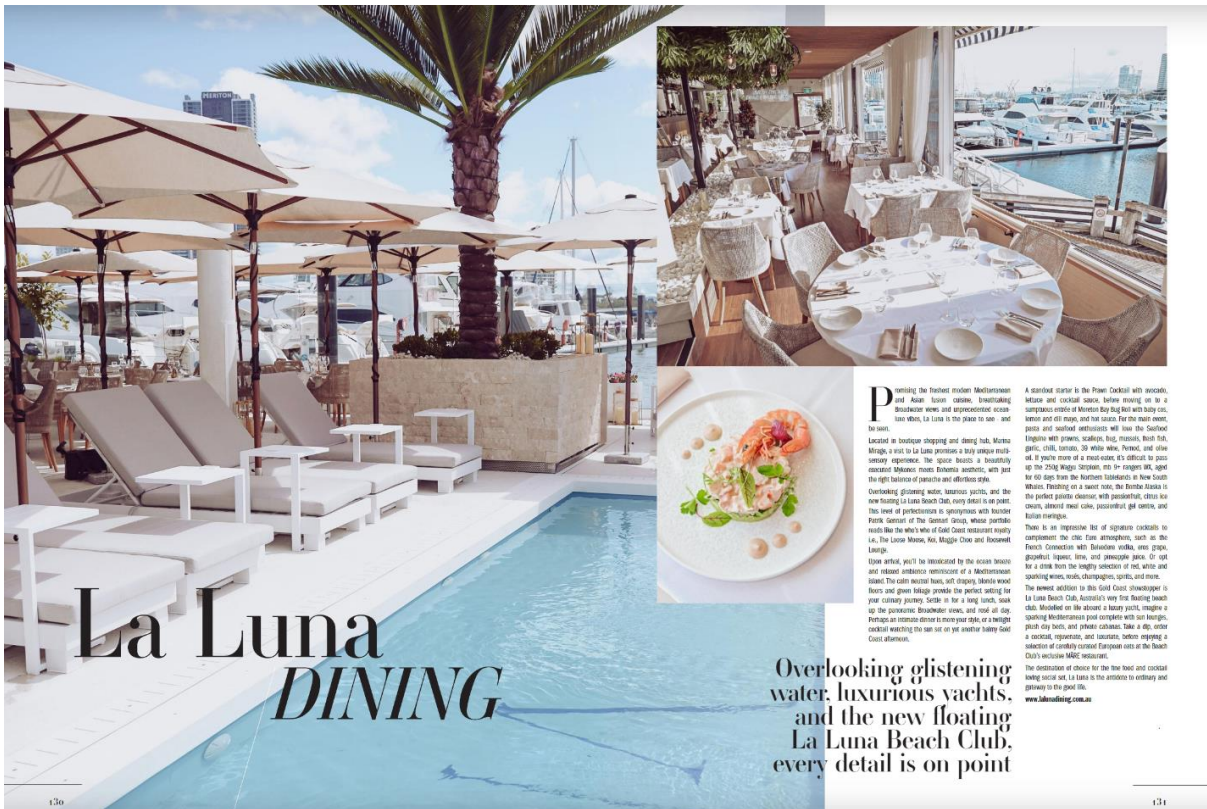 MERITON
La Luna
DINING
Promising the freshest modern Mediterranean
and Asian fusion cuisine, breathtaking
Broadwater views and unprecedented ocean-
luxe vibes, La Luna is the place to see - and
be seen.
Located in boutique shopping and dining hub, Marina
Mirage, a visit to La Luna promises a truly unique multi-
sensory experience. The space boasts a beautifully
executed Mykonos meets Bohemia aesthetic, with just
the right balance of panache and effortless style.
Overlooking glistening water, luxurious yachts, and the
new floating La Luna Beach Club, every detail is on point.
This level of perfectionism is synonymous with founder
Patrik Gennari of The Gennari Group, whose portfolio
reads like the who's who of Gold Coast restaurant royalty
i.e., The Loose Moose, Koi, Maggie Choo and Roosevelt
Lounge.
Upon arrival, you'll be intoxicated by the ocean breeze
and relaxed ambience reminiscent of a Mediterranean
island. The calm neutral hues, soft drapery, blonde wood
floors and green foliage provide the perfect setting for
your culinary journey. Settle in for a long lunch, soak
up the panoramic Broadwater views, and rosé all day.
Perhaps an intimate dinner is more your style, or a twilight
cocktail watching the sun set on yet another balmy Gold
Coast afternoon.
Overlooking glistening
water, luxurious yachts,
and the new floating
La Luna Beach Club,
every detail is on point
A standout starter is the Prawn Cocktail with avocado,
lettuce and cocktail sauce, before moving on to a
sumptuous entrée of Moreton Bay Bug Roll with baby cos,
lemon and dill mayo, and hot sauce. For the main event,
pasta and seafood enthusiasts will love the Seafood
Linguine with prawns, scallops, bug, mussels, fresh fish,
garlic, chilli, tomato, 39 white wine, Pernod, and olive
oil. If you're more of a meat-eater, it's difficult to pass
up the 250g Wagyu Striploin, mb 9+ rangers WX, aged
for 60 days from the Northern Tablelands in New South
Whales. Finishing on a sweet note, the Bombe Alaska is
the perfect palette cleanser, with passionfruit, citrus ice
cream, almond meal cake, passionfruit gel centre, and
Italian meringue.
There is an impressive list of signature cocktails to
complement the chic fare atmosphere, such as the
French Connection with Belvedere vodka, eros grape,
grapefruit liqueur, lime, and pineapple juice. Or opt
for a drink from the lengthy selection of red, white and
sparkling wines, rosés, champagnes, spirits, and more.
The newest addition to this Gold Coast showstopper is
La Luna Beach Club, Australia's very first floating beach
club. Modelled on life aboard a luxury yacht, imagine a
sparking Mediterranean pool complete with sun lounges,
plush day beds, and private cabanas. Take a dip, order
a cocktail, rejuvenate, and luxuriate, before enjoying a
selection of carefully curated European eats at the Beach
Club's exclusive MĀRE restaurant.
The destination of choice for the fine food and cocktail
loving social set, La Luna is the antidote to ordinary and
gateway to the good life.
www.lalunadining.com.au
130
131